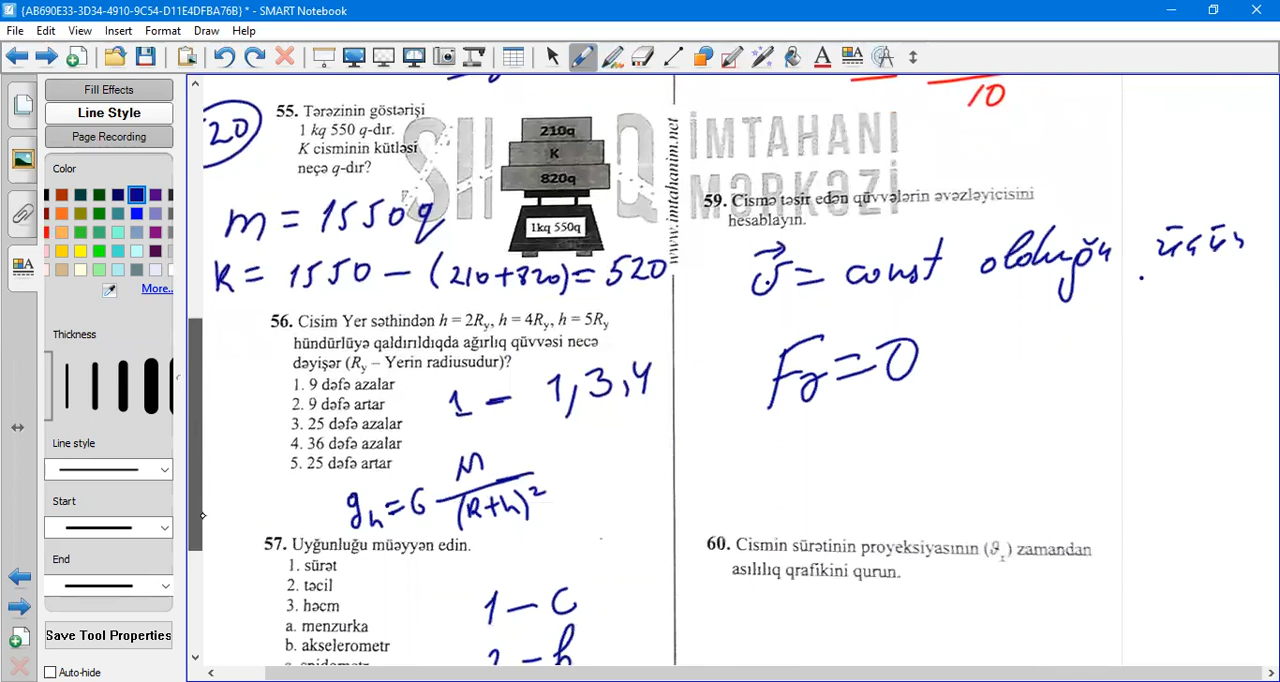 {AB690E33-3D34-4910-9C54-D11E4DFBA76B} * - SMART Notebook
File Edit View Insert Format Draw Help
Fill Effects
Line Style
Page Recording
Color
More...
Thickness
Line style
Start
End
Save Tool Properties
Auto-hide
20
55. Tərəzinin göstərişi
1 kq 550 q-dır.
K cisminin kütləsi
neçə q-dır?
210q
K
820q
1kq 550q
m = 1550q
K = 1550 - (210+820) = 520
56. Cisim Yer səthindən h = 2Rᵧ, h = 4Rᵧ, h = 5Rᵧ
hündürlüyə qaldırıldıqda ağırlıq qüvvəsi necə
dəyişər (Rᵧ – Yerin radiusudur)?
1. 9 dəfə azalar
2. 9 dəfə artar
3. 25 dəfə azalar
4. 36 dəfə azalar
5. 25 dəfə artar
1 - 1,3,4
gₕ = G M/(R+h)²
57. Uyğunluğu müəyyən edin.
1. sürət
2. təcil
3. həcm
a. menzurka
b. akselerometr
1 - c
2 - b
www.imtahanim.net
İMTAHANI
MƏRKƏZİ
10
59. Cismə təsir edən qüvvələrin əvəzləyicisini
hesablayın.
v⃗ = const olduğu üçün
Fə = 0
60. Cismin sürətinin proyeksiyasının (ϑₓ) zamandan
asılılıq qrafikini qurun.